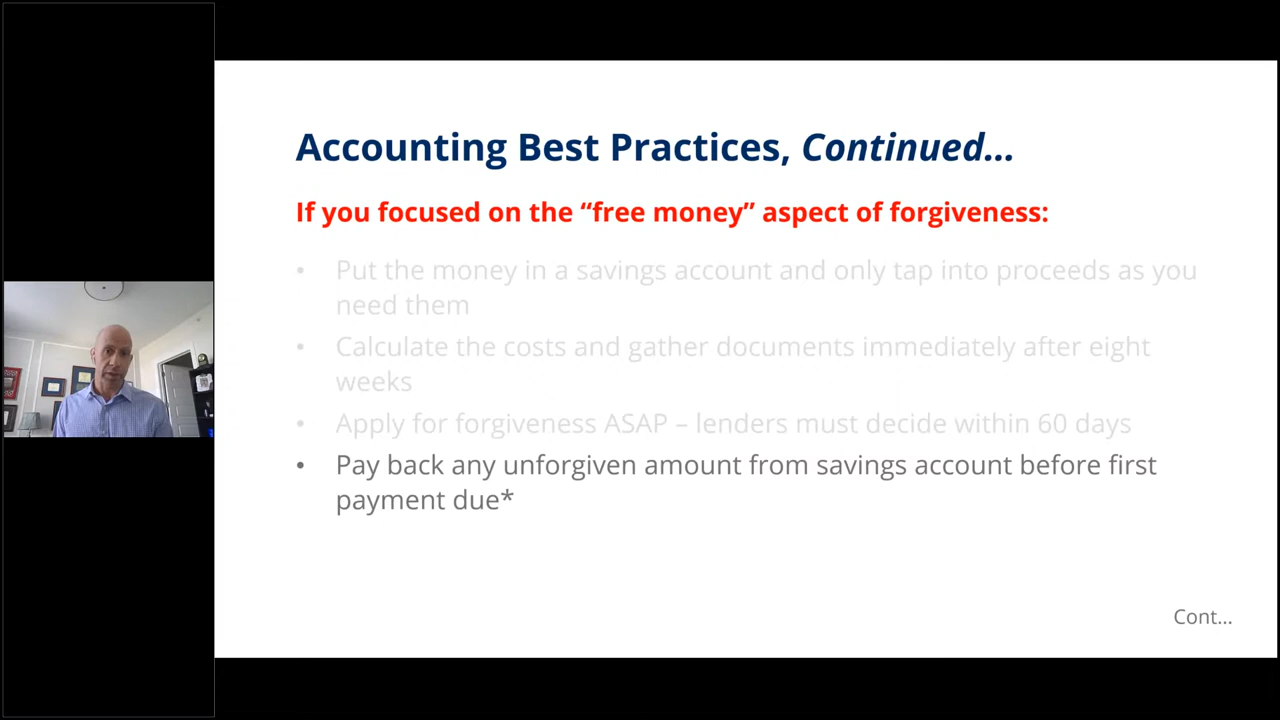 Accounting Best Practices, Continued...
If you focused on the “free money” aspect of forgiveness:
• Put the money in a savings account and only tap into proceeds as you
need them
• Calculate the costs and gather documents immediately after eight
weeks
• Apply for forgiveness ASAP – lenders must decide within 60 days
• Pay back any unforgiven amount from savings account before first
payment due*
Cont...